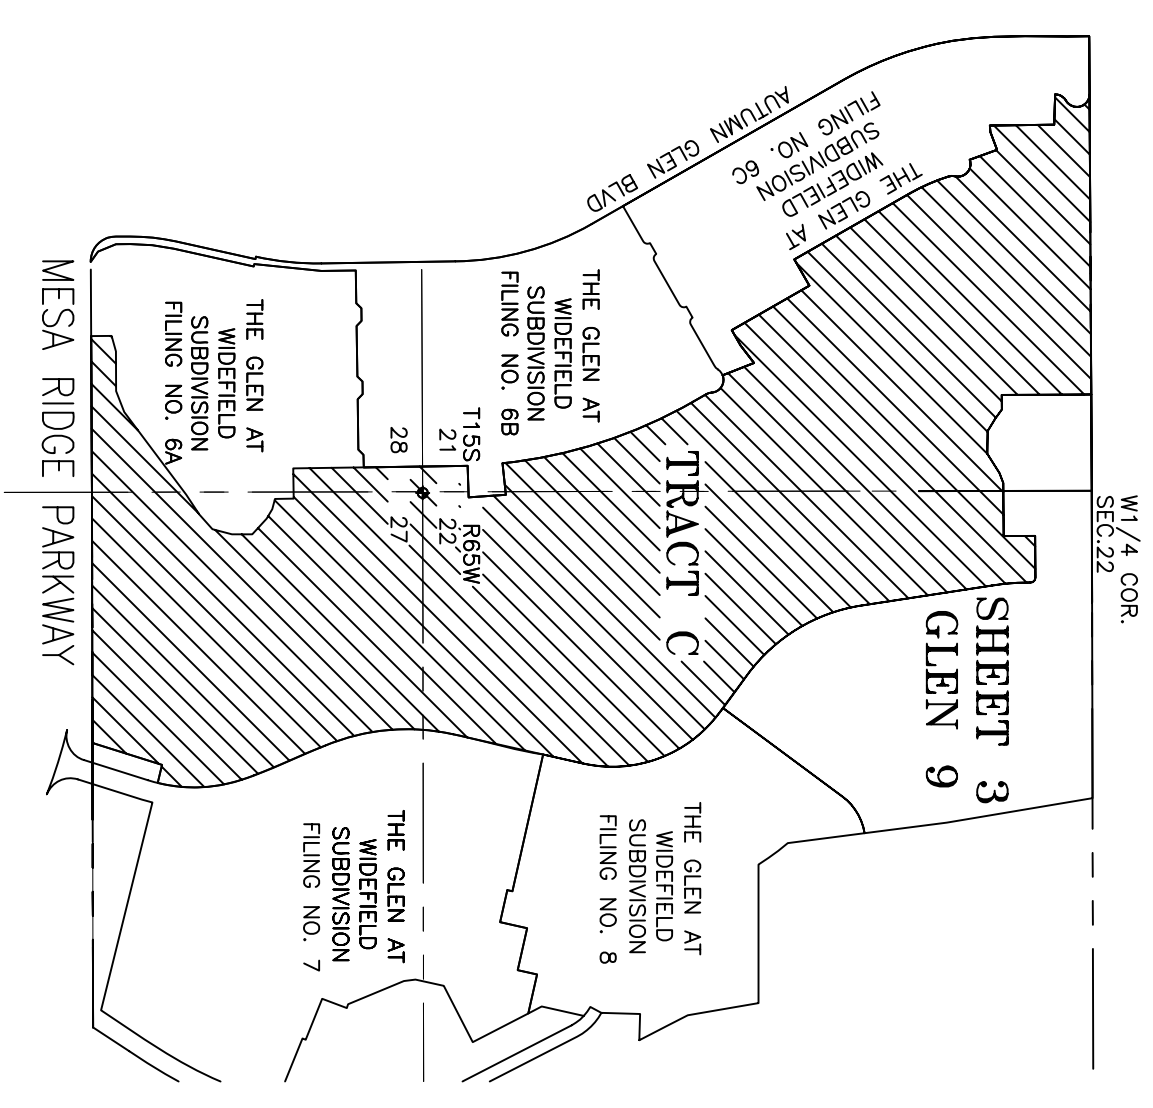 W1/4 COR.
SEC.22
AUTUMN GLEN BLVD
THE GLEN AT
WIDEFIELD
SUBDIVISION
FILING NO. 6C
THE GLEN AT
WIDEFIELD
SUBDIVISION
FILING NO. 6B
THE GLEN AT
WIDEFIELD
SUBDIVISION
FILING NO. 6A
T15S
R65W
21
22
28
27
TRACT C
SHEET 3
GLEN 9
THE GLEN AT
WIDEFIELD
SUBDIVISION
FILING NO. 8
THE GLEN AT
WIDEFIELD
SUBDIVISION
FILING NO. 7
MESA RIDGE PARKWAY